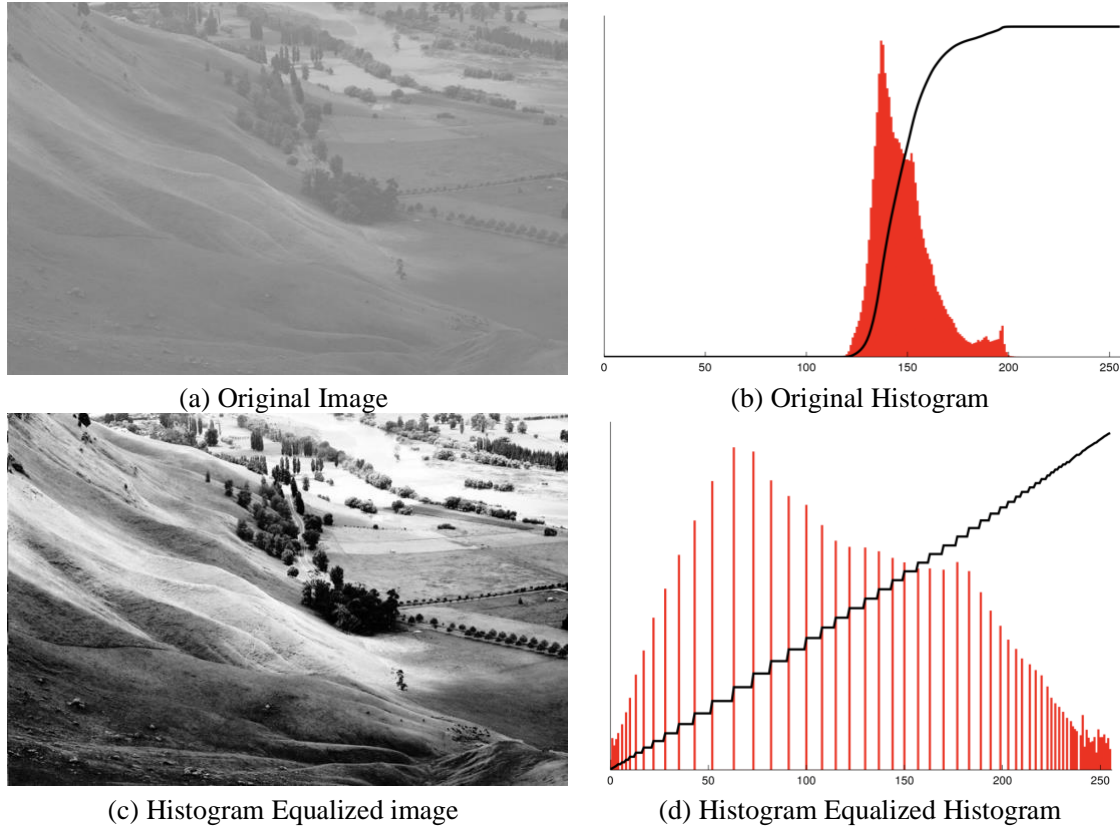 0 50 100 150 200 250
(a) Original Image
(b) Original Histogram
0 50 100 150 200 250
(c) Histogram Equalized image
(d) Histogram Equalized Histogram